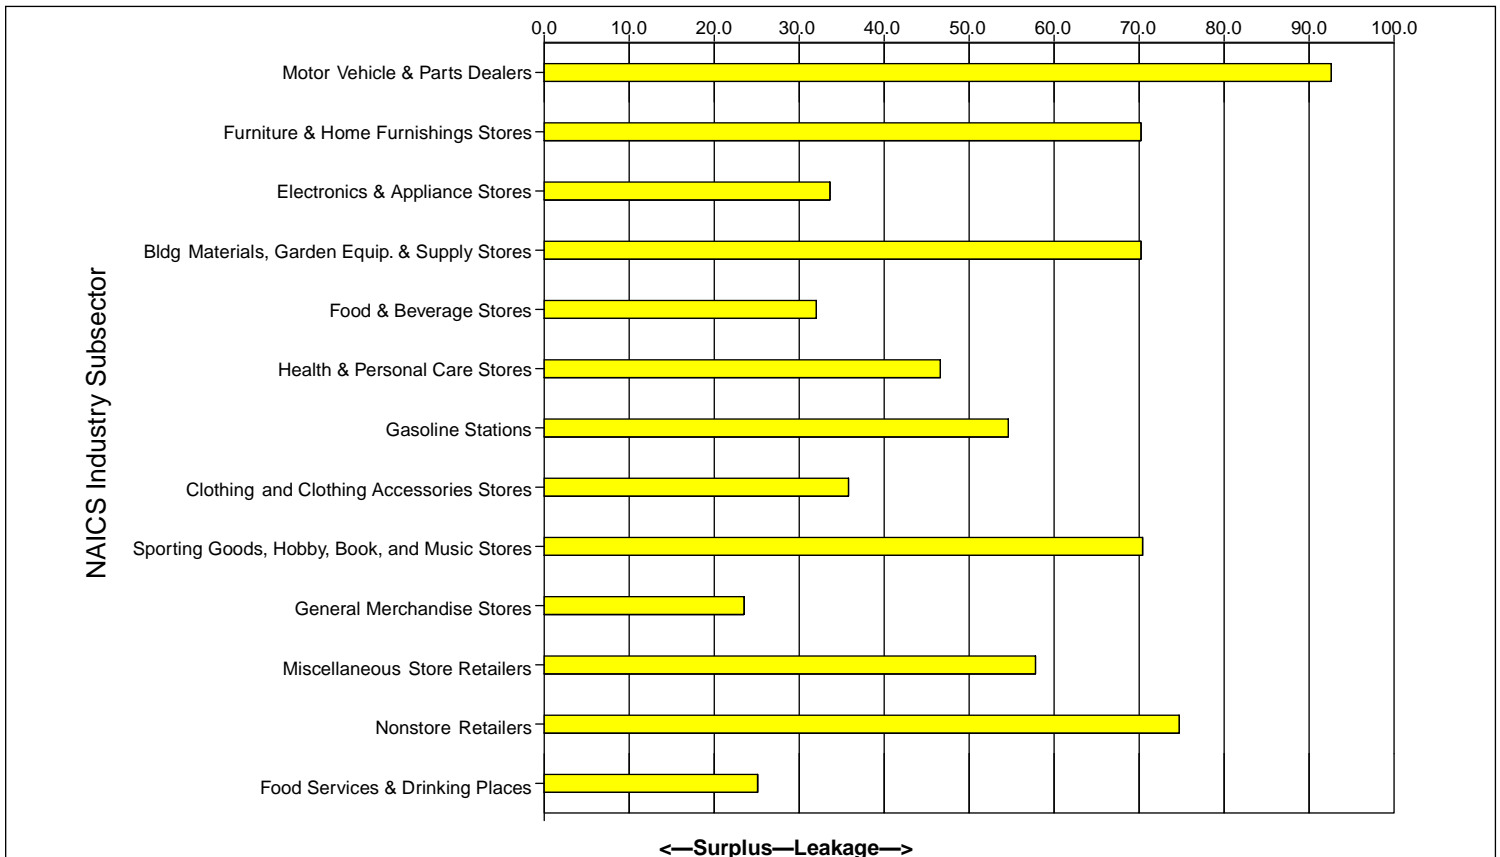 0.0 10.0 20.0 30.0 40.0 50.0 60.0 70.0 80.0 90.0 100.0
Motor Vehicle & Parts Dealers
Furniture & Home Furnishings Stores
Electronics & Appliance Stores
Bldg Materials, Garden Equip. & Supply Stores
Food & Beverage Stores
Health & Personal Care Stores
Gasoline Stations
Clothing and Clothing Accessories Stores
Sporting Goods, Hobby, Book, and Music Stores
General Merchandise Stores
Miscellaneous Store Retailers
Nonstore Retailers
Food Services & Drinking Places
NAICS Industry Subsector
<—Surplus—Leakage—>